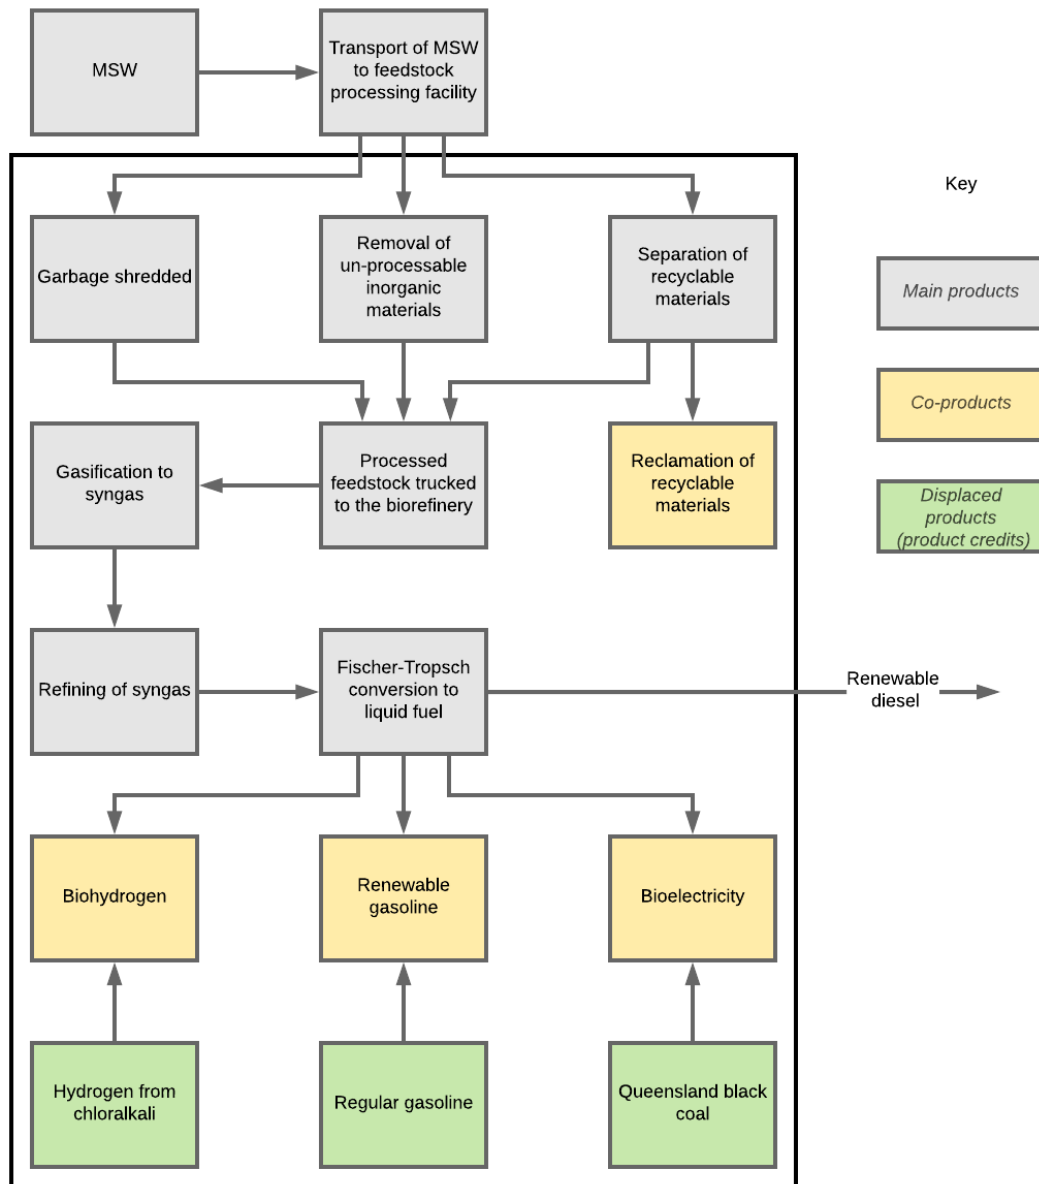 MSW
Transport of MSW
to feedstock
processing facility
Key
Garbage shredded
Removal of
un-processable
inorganic
materials
Separation of
recyclable
materials
Main products
Gasification to
syngas
Processed
feedstock trucked
to the biorefinery
Reclamation of
recyclable
materials
Co-products
Displaced
products
(product credits)
Refining of syngas
Fischer-Tropsch
conversion to
liquid fuel
Renewable
diesel
Biohydrogen
Renewable
gasoline
Bioelectricity
Hydrogen from
chloralkali
Regular gasoline
Queensland black
coal